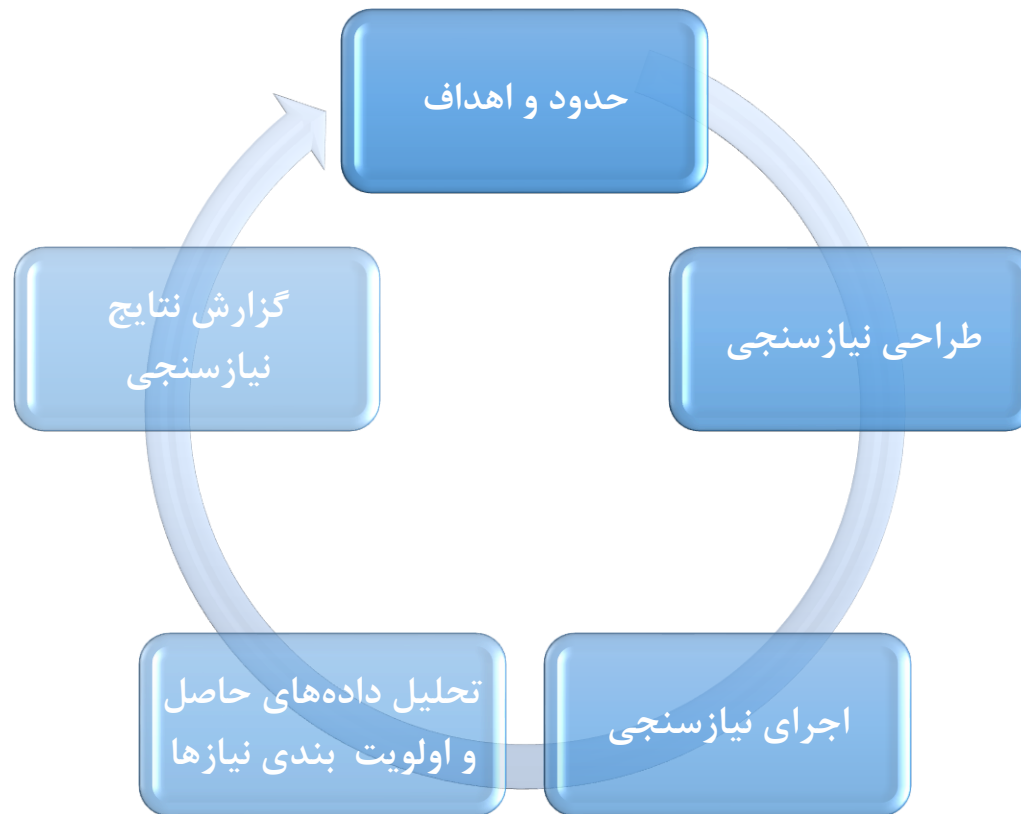 حدود و اهداف
طراحی نیازسنجی
اجرای نیازسنجی
تحلیل داده‌های حاصل
و اولویت بندی نیازها
گزارش نتایج
نیازسنجی